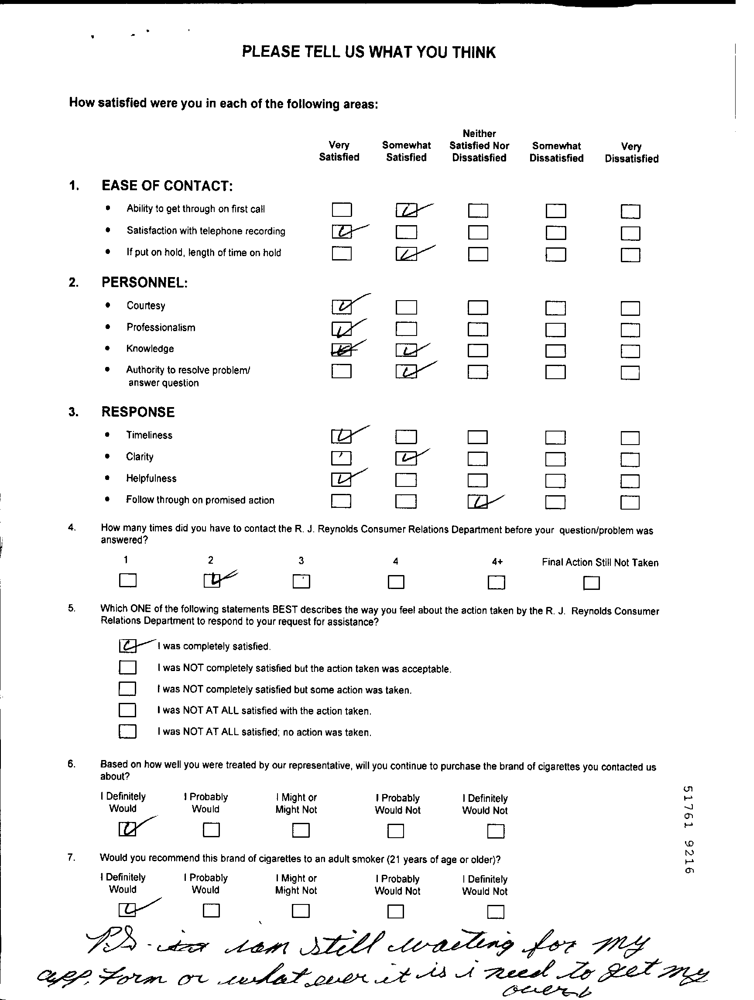 PLEASE TELL US WHAT YOU THINK
How satisfied were you in each of the following areas:
Very Satisfied Somewhat Satisfied Neither Satisfied Nor Dissatisfied Somewhat Dissatisfied Very Dissatisfied
1. EASE OF CONTACT:
• Ability to get through on first call
• Satisfaction with telephone recording
• If put on hold, length of time on hold
2. PERSONNEL:
• Courtesy
• Professionalism
• Knowledge
• Authority to resolve problem/
answer question
3. RESPONSE
• Timeliness
• Clarity
• Helpfulness
• Follow through on promised action
4. How many times did you have to contact the R. J. Reynolds Consumer Relations Department before your question/problem was
answered?
1 2 3 4 4+ Final Action Still Not Taken
5. Which ONE of the following statements BEST describes the way you feel about the action taken by the R. J. Reynolds Consumer
Relations Department to respond to your request for assistance?
I was completely satisfied.
I was NOT completely satisfied but the action taken was acceptable.
I was NOT completely satisfied but some action was taken.
I was NOT AT ALL satisfied with the action taken.
I was NOT AT ALL satisfied; no action was taken.
6. Based on how well you were treated by our representative, will you continue to purchase the brand of cigarettes you contacted us
about?
I Definitely Would I Probably Would I Might or Might Not I Probably Would Not I Definitely Would Not
7. Would you recommend this brand of cigarettes to an adult smoker (21 years of age or older)?
I Definitely Would I Probably Would I Might or Might Not I Probably Would Not I Definitely Would Not
51761 9216
PS - iam still waiting for my
app. form or what ever it is i need to get my
over